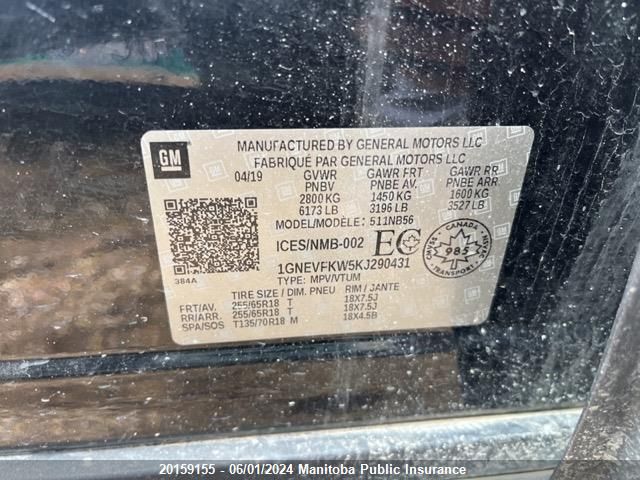 GM
MANUFACTURED BY GENERAL MOTORS LLC
FABRIQUÉ PAR GENERAL MOTORS LLC
04/19 GVWR GAWR FRT GAWR RR
PNBV PNBE AV. PNBE ARR.
2800 KG 1450 KG 1600 KG
6173 LB 3196 LB 3527 LB
MODEL/MODÈLE: 511NB56
ICES/NMB-002 EC
CANADA
985
TRANSPORT
1GNEVFKW5KJ290431
384A
TYPE: MPV/VTUM
TIRE SIZE / DIM. PNEU RIM / JANTE
FRT/AV. 255/65R18 T 18X7.5J
RR/ARR. 255/65R18 T 18X7.5J
SPA/SOS T135/70R18 M 18X4.5B
20159155 - 06/01/2024 Manitoba Public Insurance